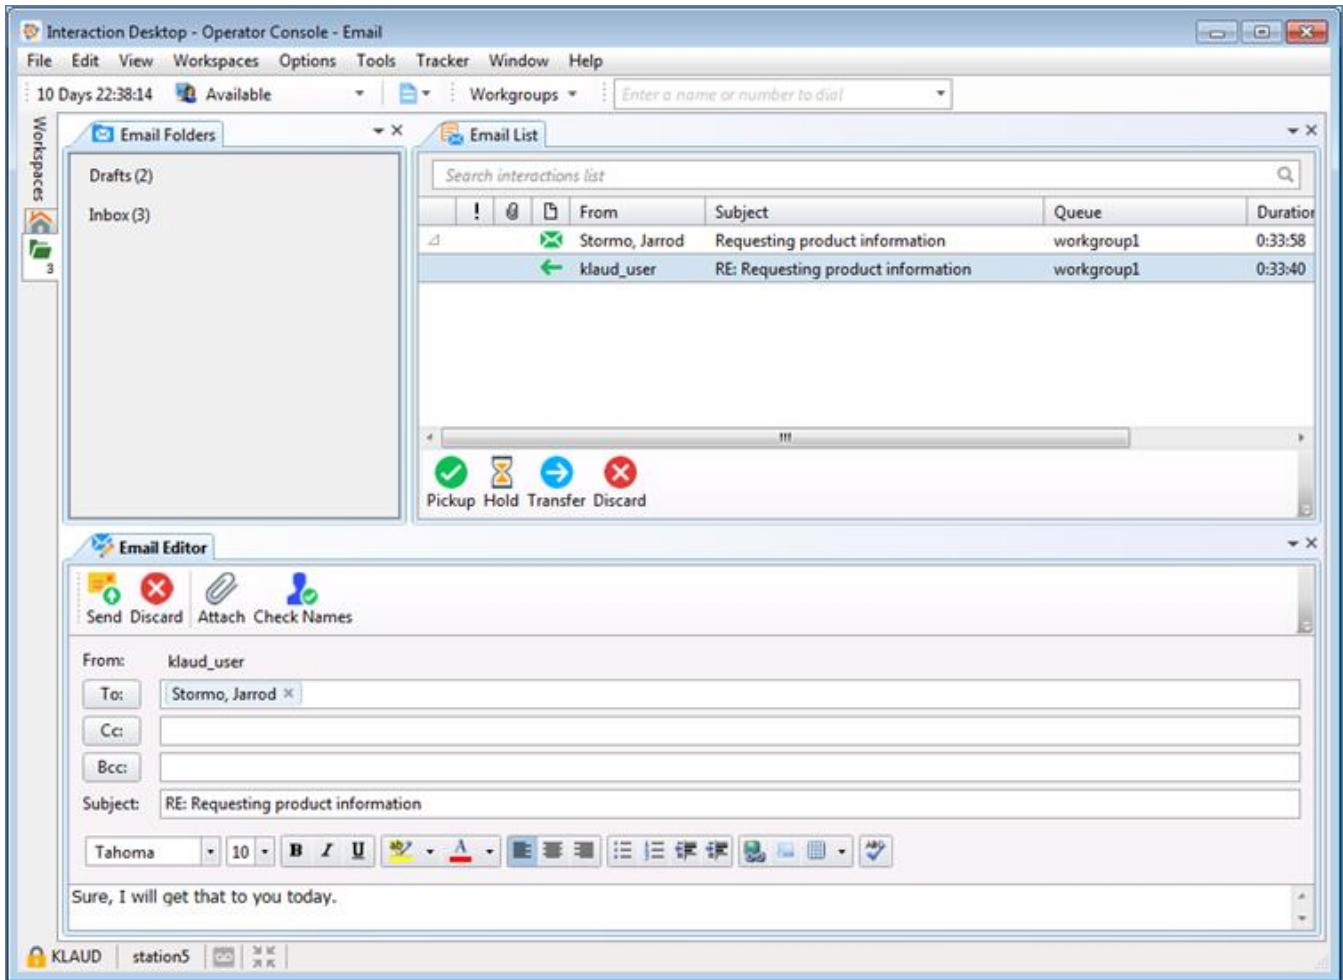 Interaction Desktop - Operator Console - Email
File Edit View Workspaces Options Tools Tracker Window Help
10 Days 22:38:14 Available Workgroups Enter a name or number to dial
Workspaces
3
Email Folders
Drafts (2)
Inbox (3)
Email List
Search interactions list
! From Subject Queue Duration
Stormo, Jarrod Requesting product information workgroup1 0:33:58
klaud_user RE: Requesting product information workgroup1 0:33:40
Pickup Hold Transfer Discard
Email Editor
Send Discard Attach Check Names
From: klaud_user
To: Stormo, Jarrod
Cc:
Bcc:
Subject: RE: Requesting product information
Tahoma 10 B I U ab A ABC
Sure, I will get that to you today.
KLAUD station5